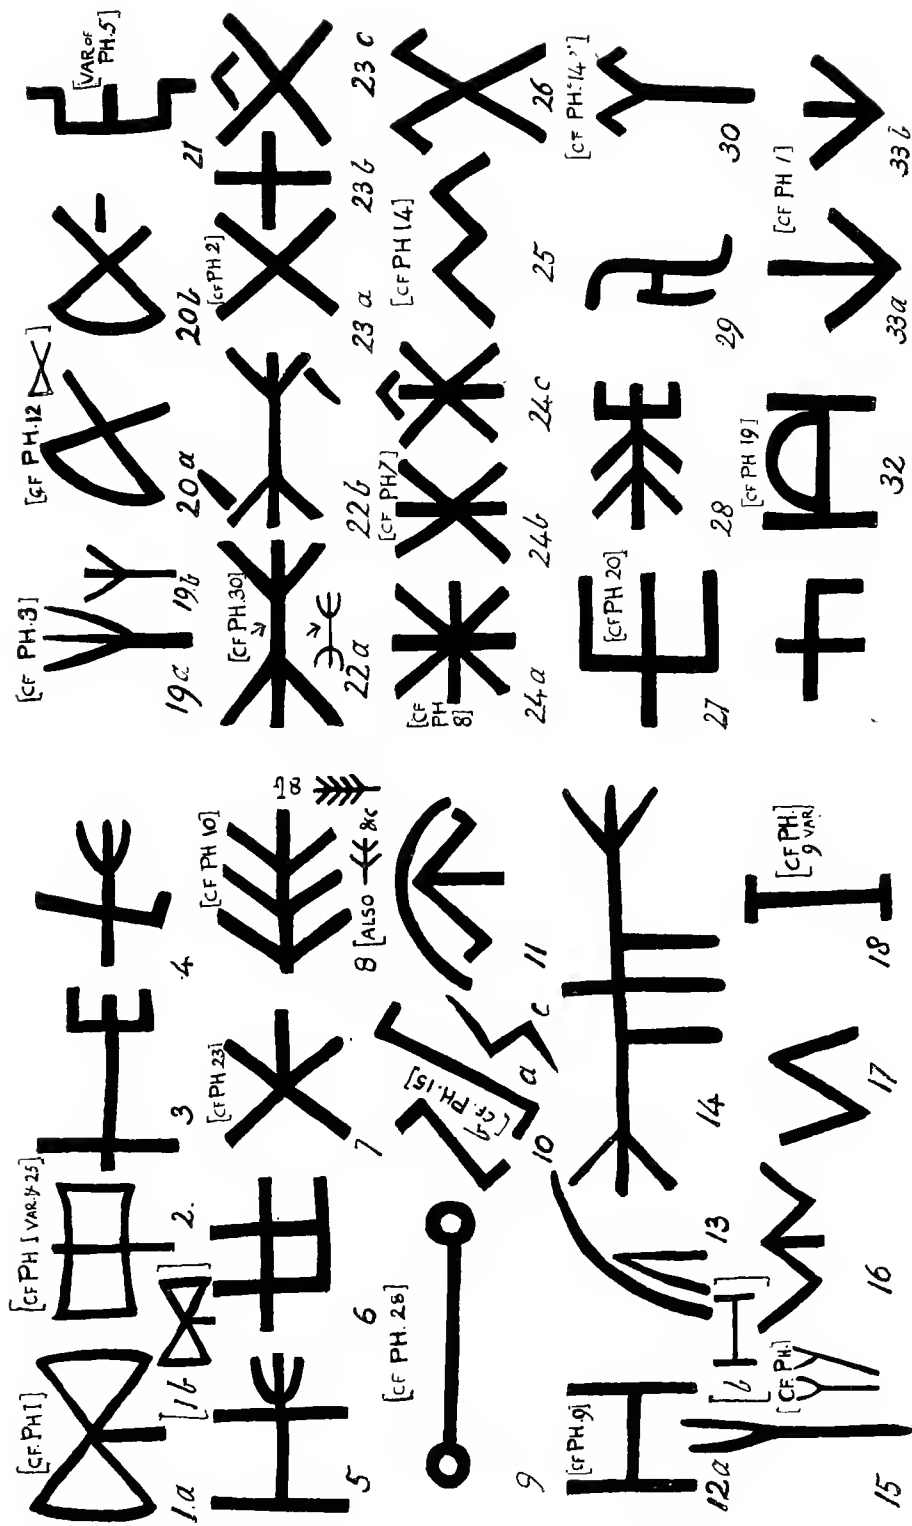 [CF. PH I]
1.a
[1b ]
[CF PH I VAR. 4. 25]
2.
3
4
5
6
[CF PH. 23]
7
[CF PH 10]
8 [ALSO &c
8b
[CF PH. 28]
9
b
[CF. PH. 15]
a
c
10
11
[CF PH. 9]
12a
[b ]
13
14
[CF. PH.]
15
16
17
[CF PH. 9 VAR]
18
[CF PH. 3]
19a
19b
[CF PH. 12 ]
20a
20b
[VAR OF PH. 5]
21
[CF PH. 30]
22a
22b
[CF PH 2]
23a
23b
23c
[CF PH 8]
24a
[CF PH 7]
24b
24c
[CF PH 14]
25
26
[CF PH 20]
27
28
29
[CF PH. "14"]
30
[CF PH 19]
32
[CF PH 1]
33a
33b